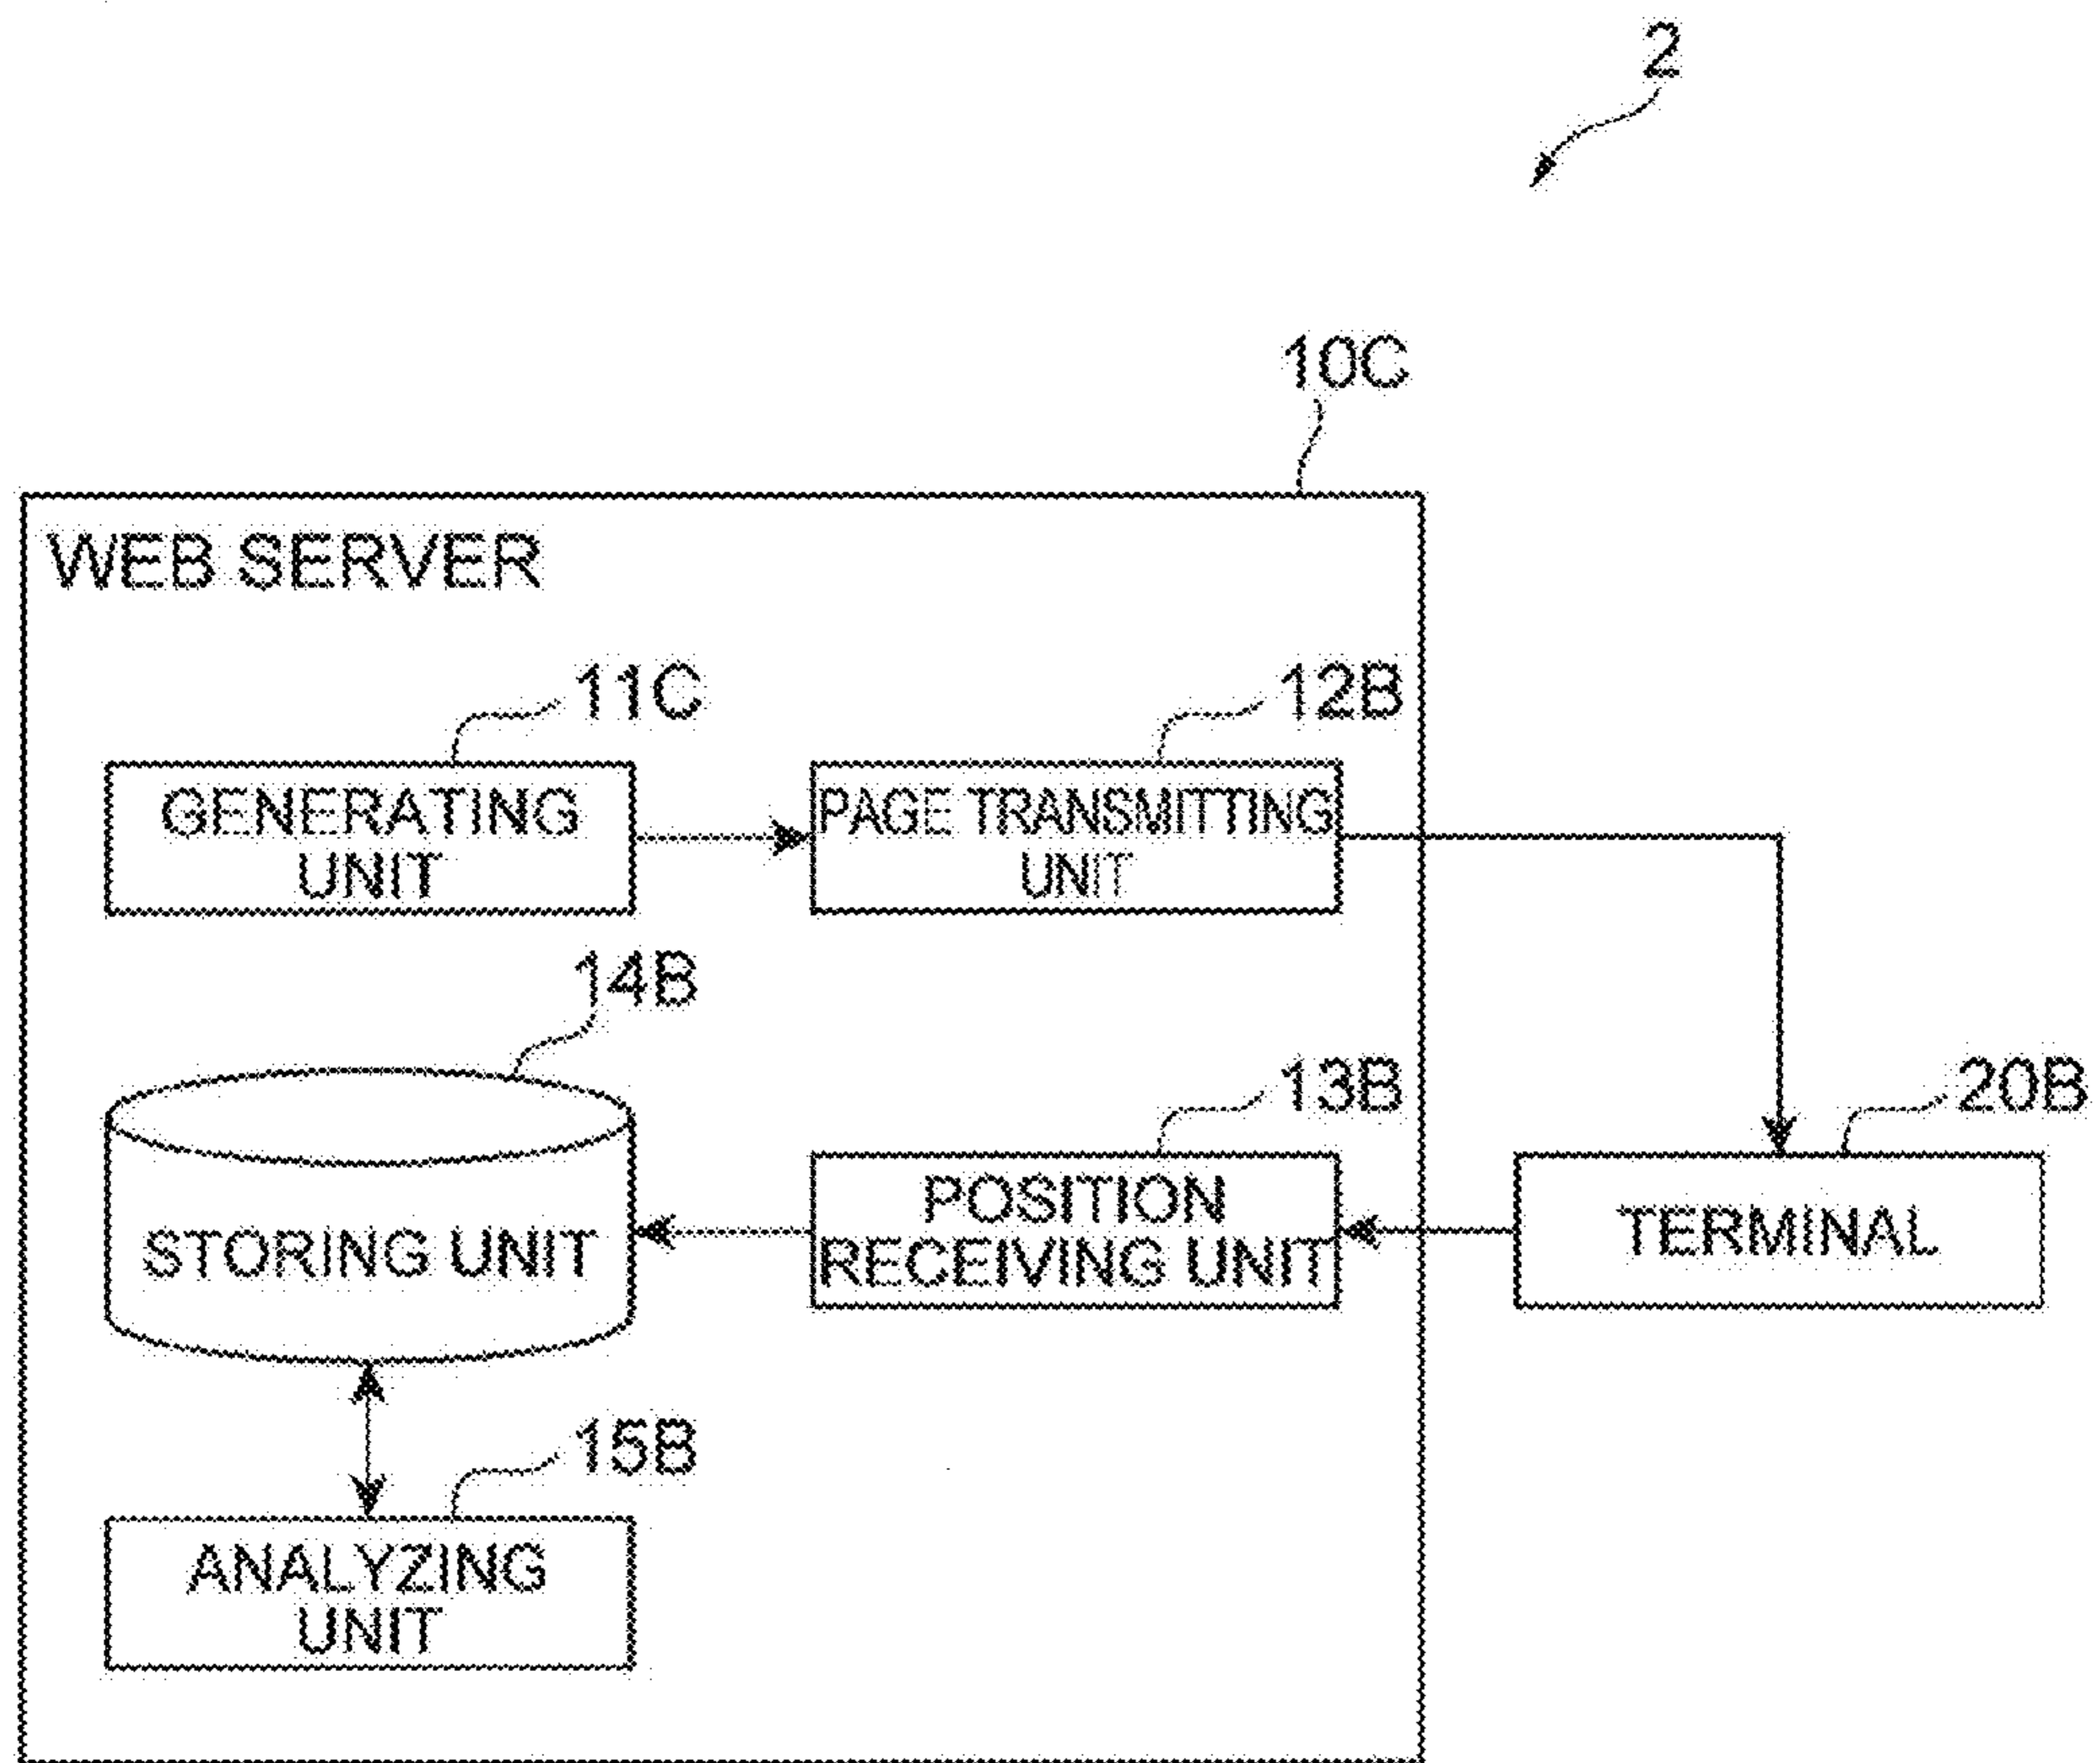 2
10C
WEB SERVER
11C
12B
GENERATING
UNIT
PAGE TRANSMITTING
UNIT
14B
13B
20B
STORING UNIT
POSITION
RECEIVING UNIT
TERMINAL
15B
ANALYZING
UNIT